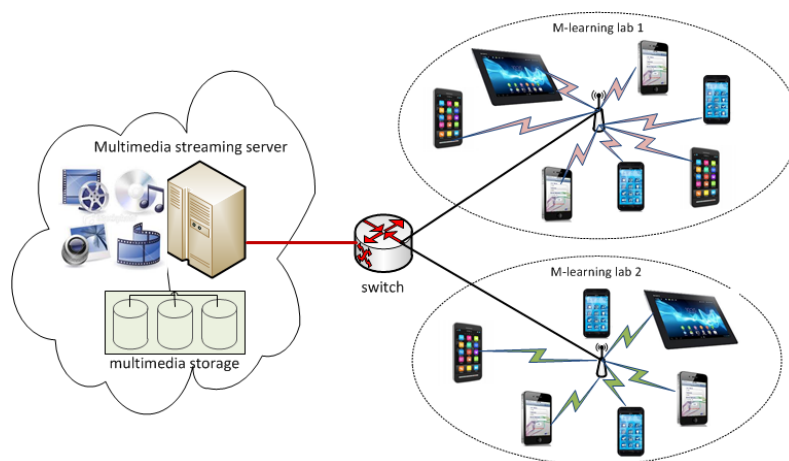 M-learning lab 1
Multimedia streaming server
switch
M-learning lab 2
multimedia storage